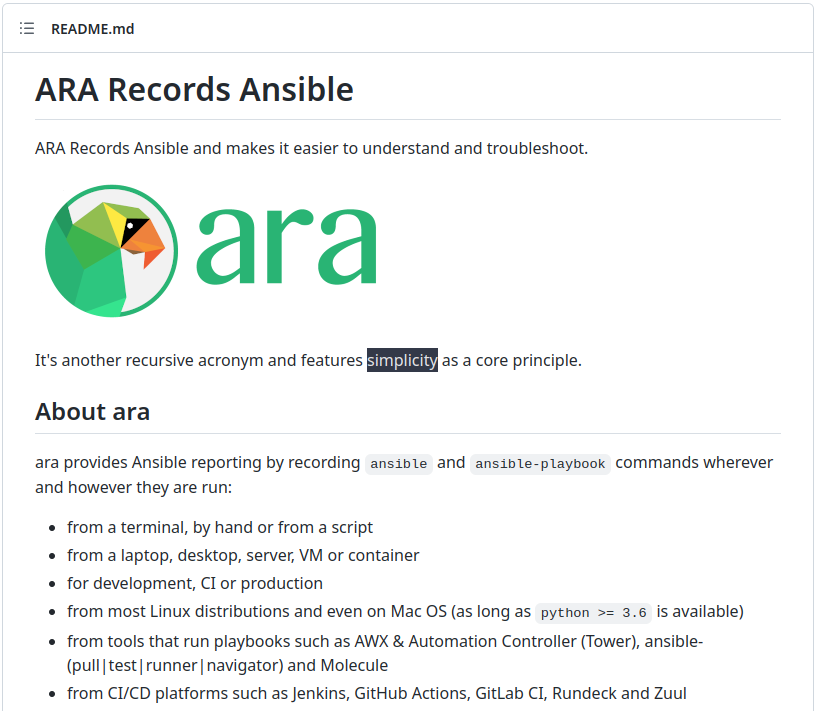 README.md
ARA Records Ansible
ARA Records Ansible and makes it easier to understand and troubleshoot.
ara
It's another recursive acronym and features simplicity as a core principle.
About ara
ara provides Ansible reporting by recording ansible and ansible-playbook commands wherever
and however they are run:
from a terminal, by hand or from a script
from a laptop, desktop, server, VM or container
for development, CI or production
from most Linux distributions and even on Mac OS (as long as python >= 3.6 is available)
from tools that run playbooks such as AWX & Automation Controller (Tower), ansible-
(pull|test|runner|navigator) and Molecule
from CI/CD platforms such as Jenkins, GitHub Actions, GitLab CI, Rundeck and Zuul